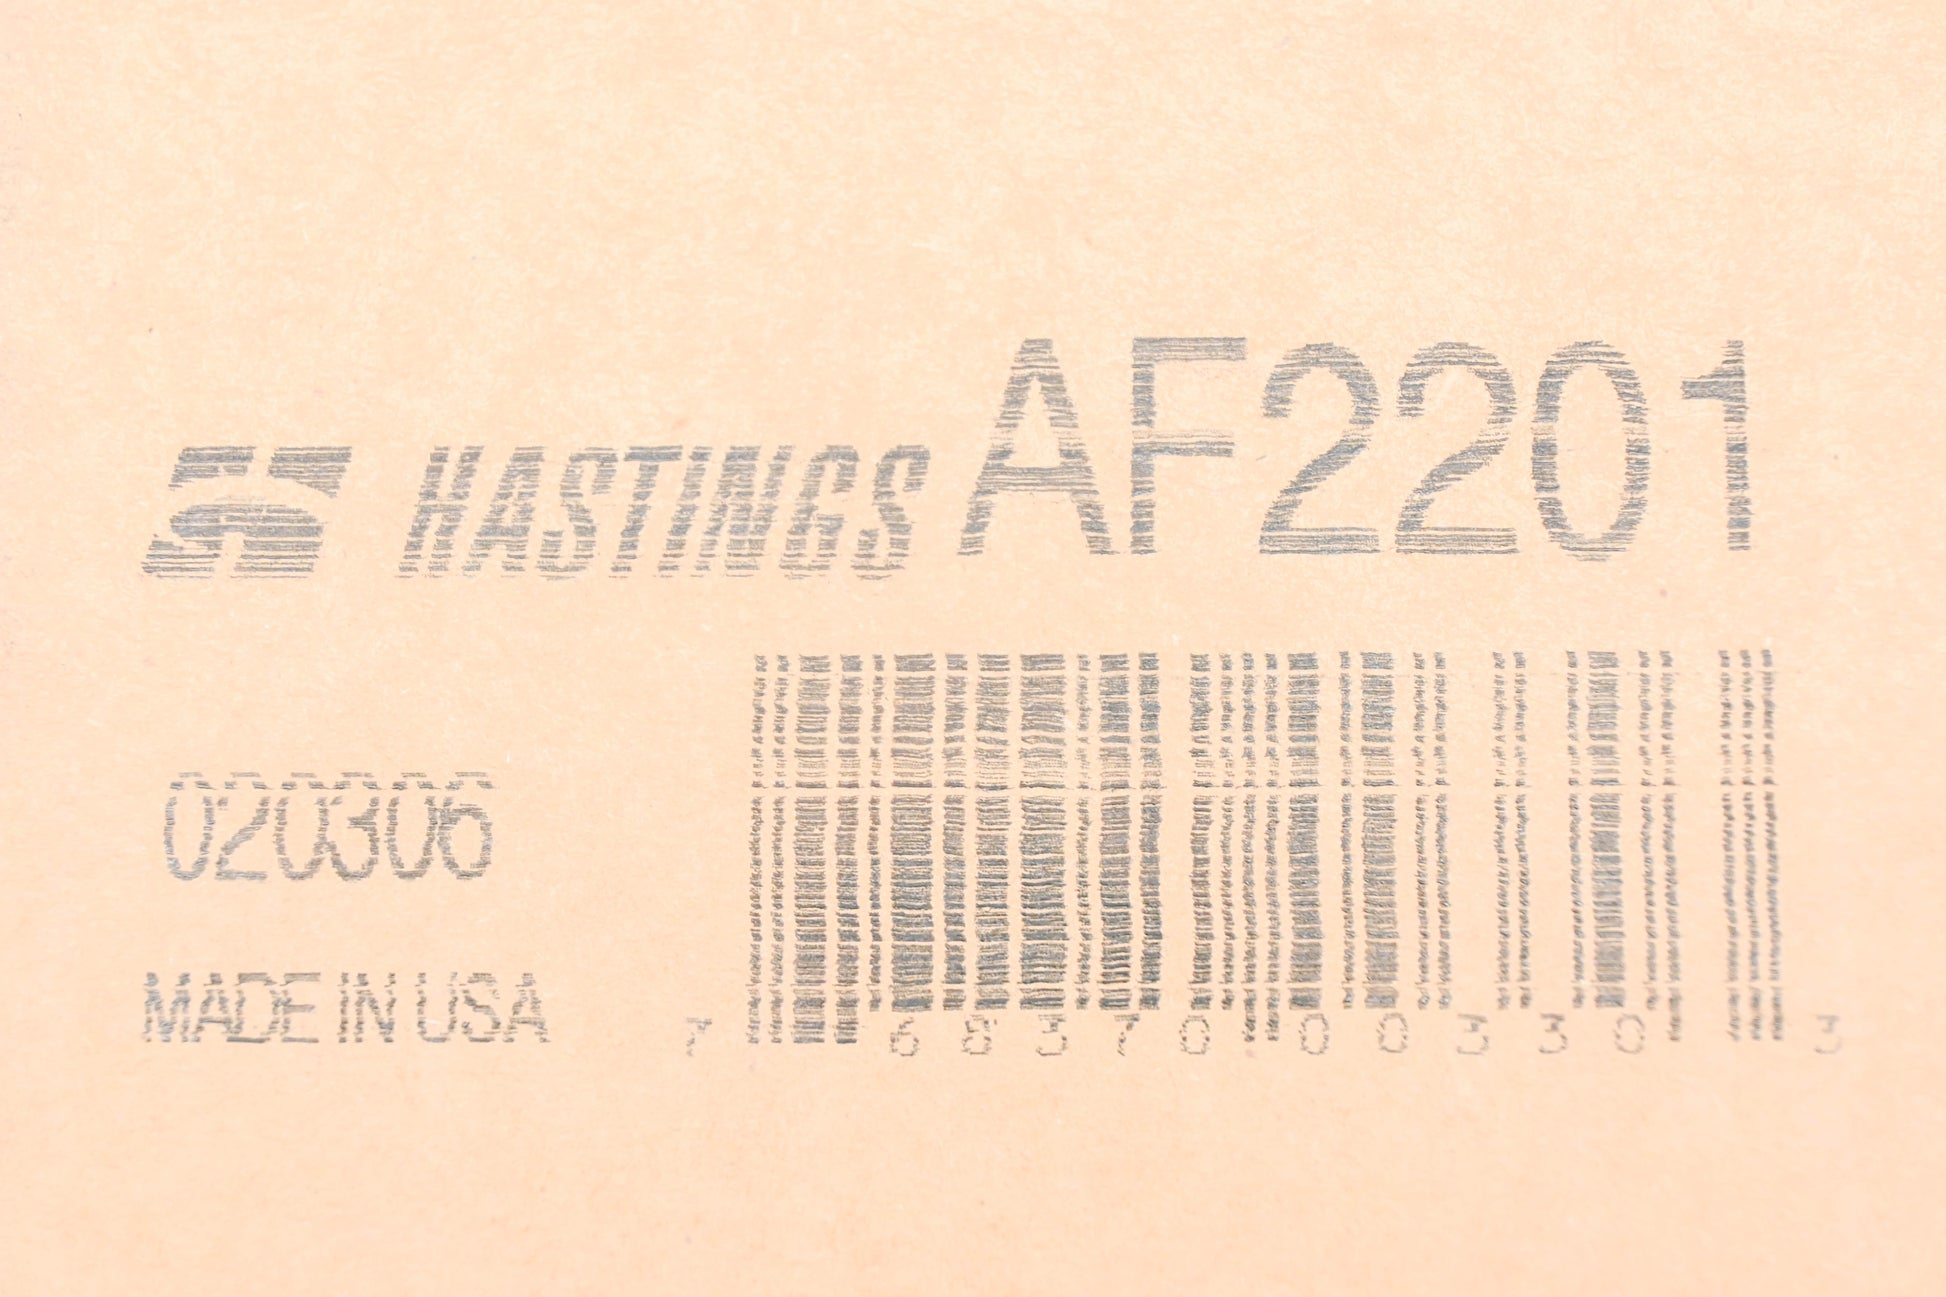 HASTINGS AF2201
020306
MADE IN USA
7 68370 00330 3